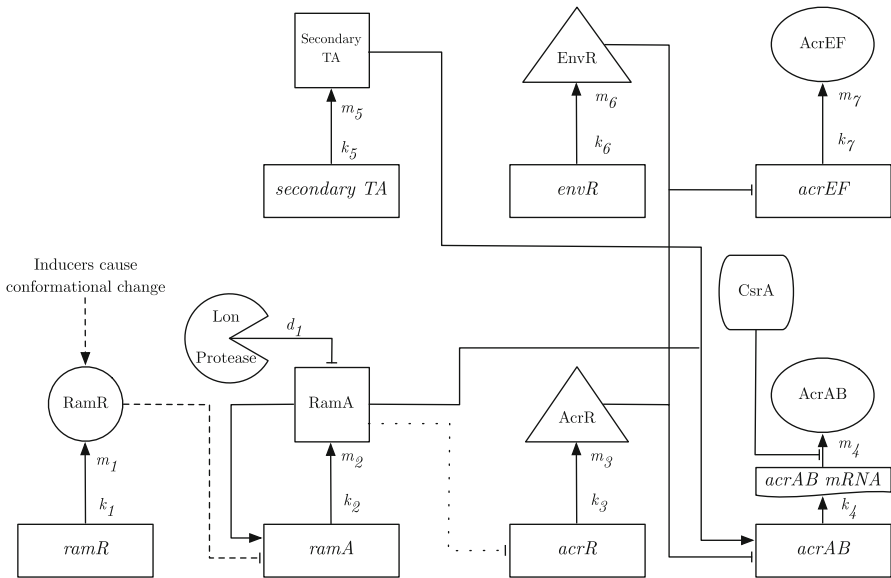 Secondary
TA
EnvR
AcrEF
m5
m6
m7
k5
k6
k7
secondary TA
envR
acrEF
Inducers cause
conformational change
Lon
Protease
d1
CsrA
RamR
RamA
AcrR
AcrAB
m1
m2
m3
m4
acrAB mRNA
k1
k2
k3
k4
ramR
ramA
acrR
acrAB